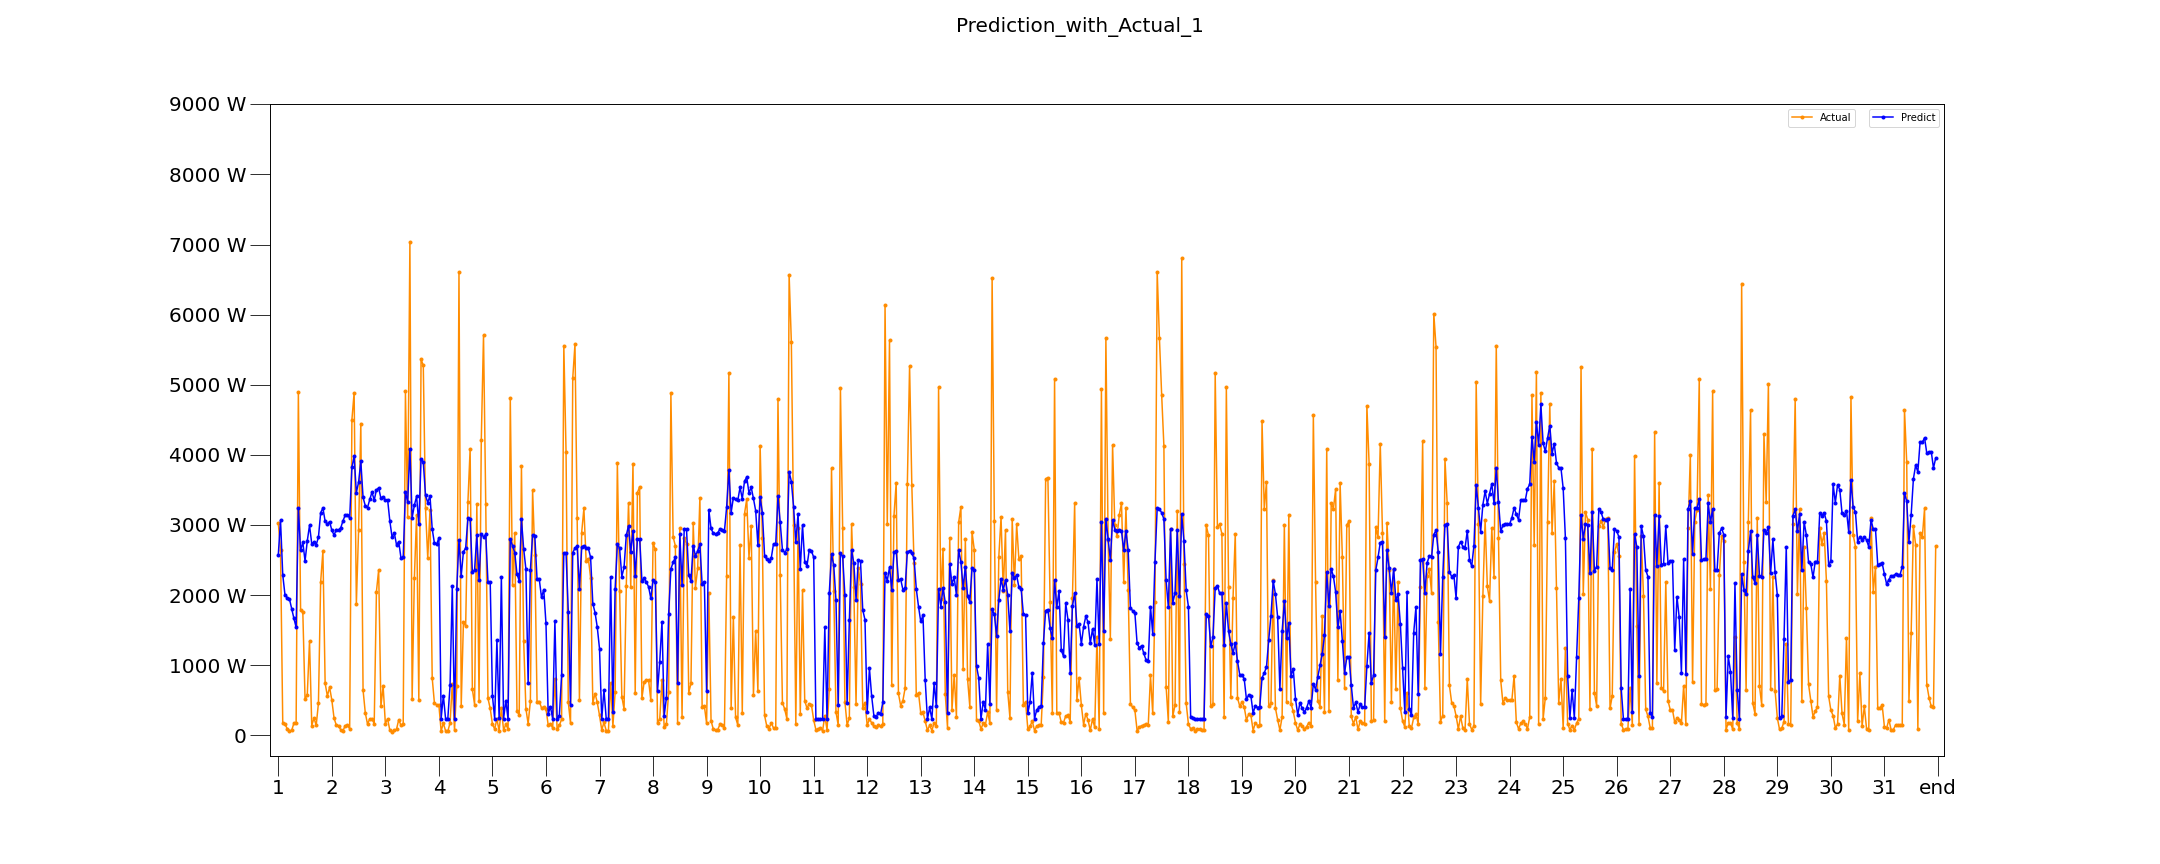 Prediction_with_Actual_1
9000 W
8000 W
7000 W
6000 W
5000 W
4000 W
3000 W
2000 W
1000 W
0
Actual Predict
1 2 3 4 5 6 7 8 9 10 11 12 13 14 15 16 17 18 19 20 21 22 23 24 25 26 27 28 29 30 31 end